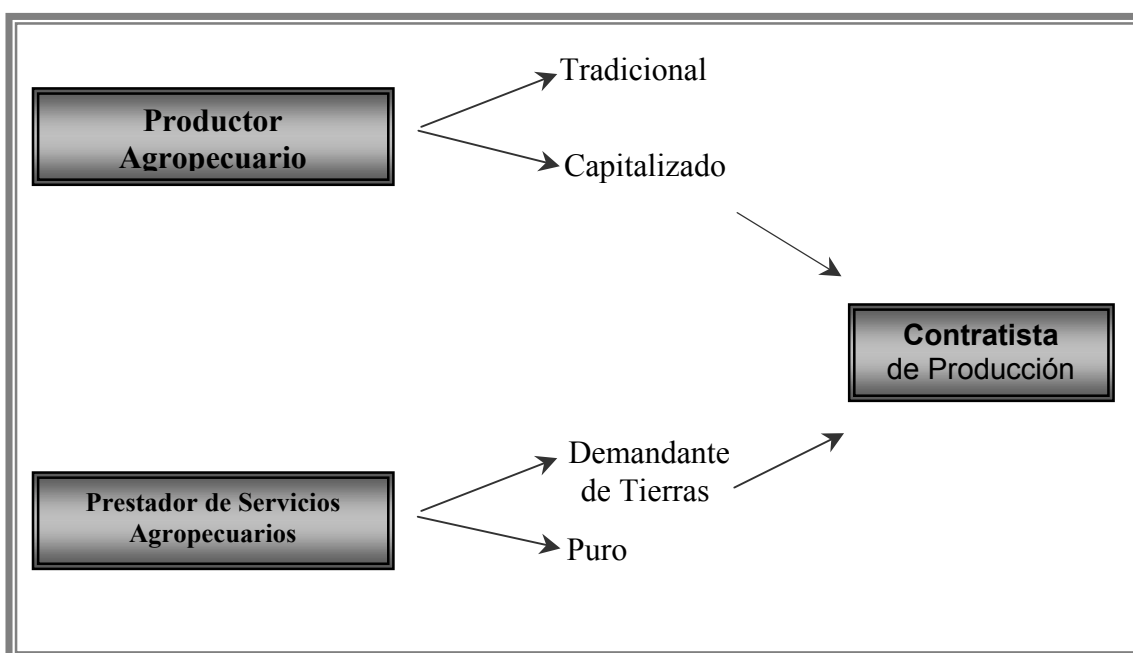 Productor
Agropecuario
Tradicional
Capitalizado
Contratista
de Producción
Prestador de Servicios
Agropecuarios
Demandante
de Tierras
Puro